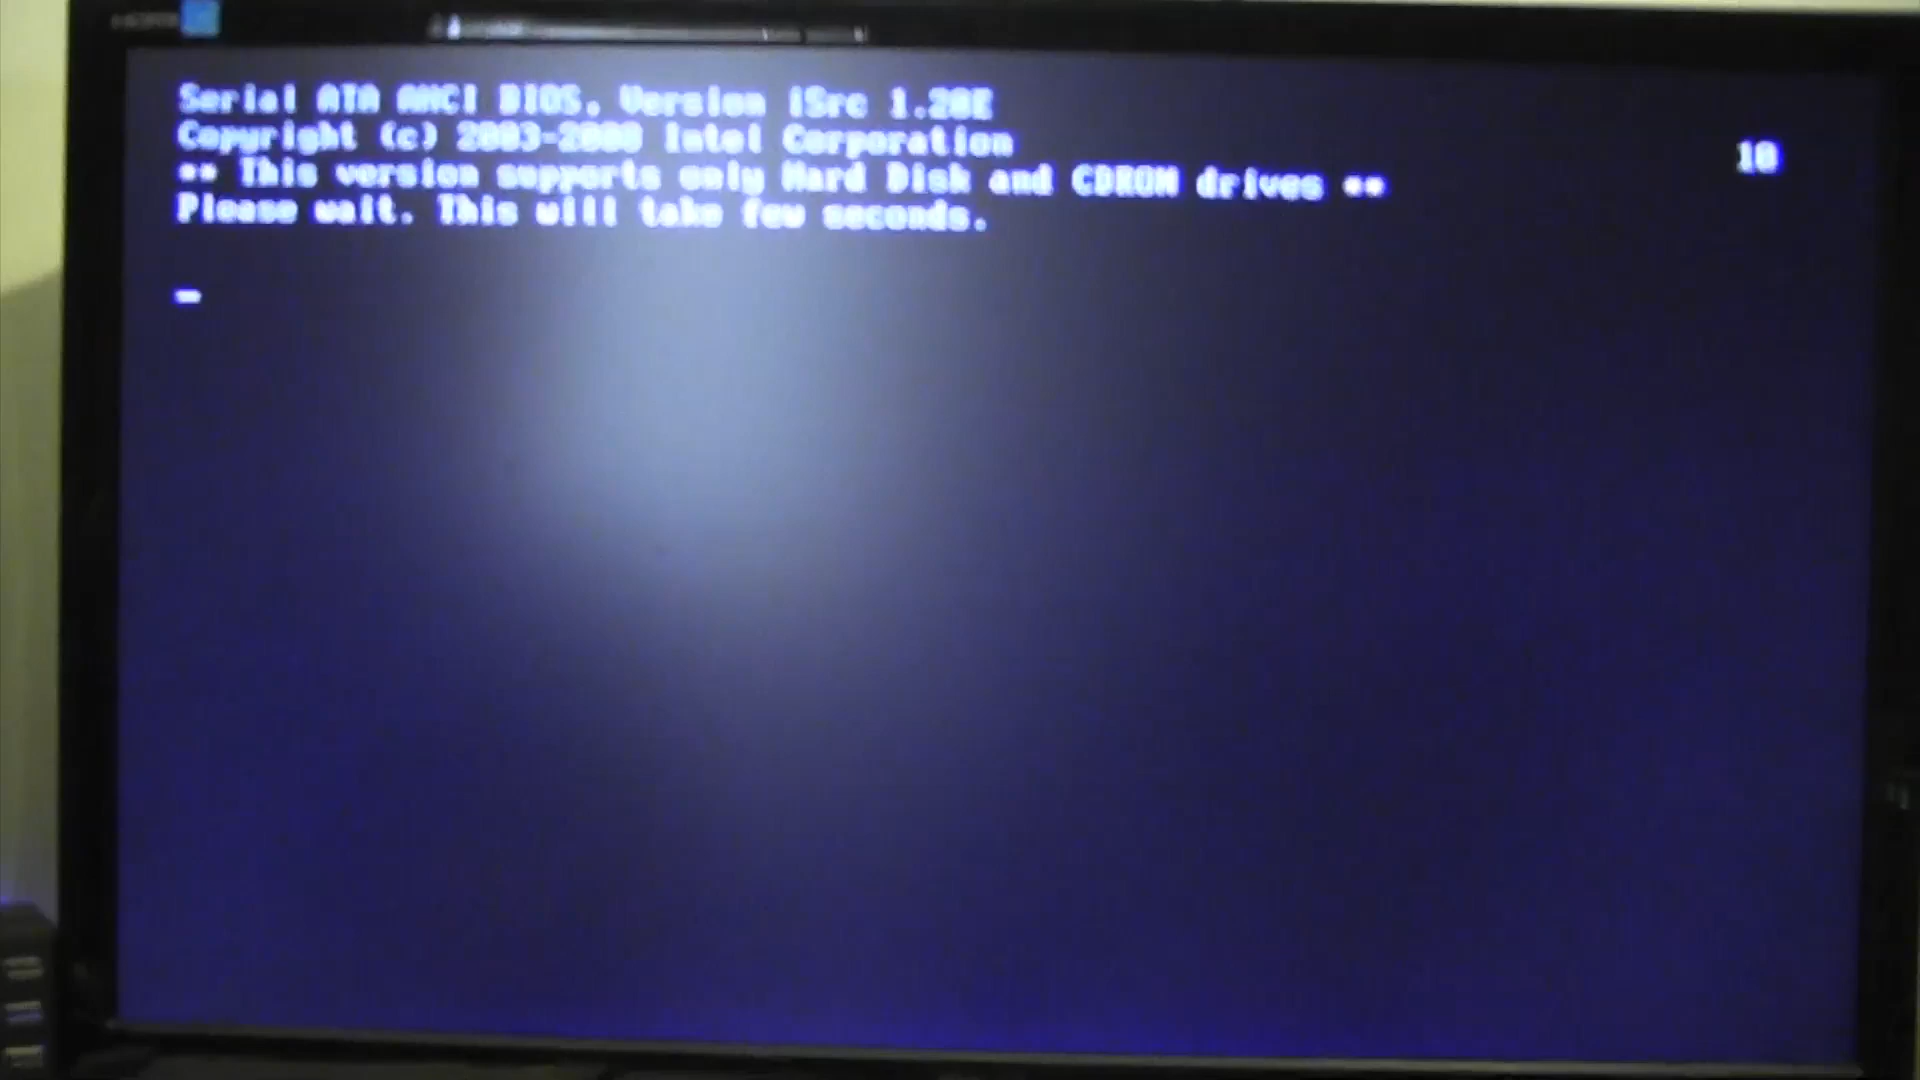 Serial ATA AHCI BIOS, Version iSrc 1.20E
Copyright (c) 2003-2008 Intel Corporation
** This version supports only Hard Disk and CDROM drives **
Please wait. This will take few seconds.
10